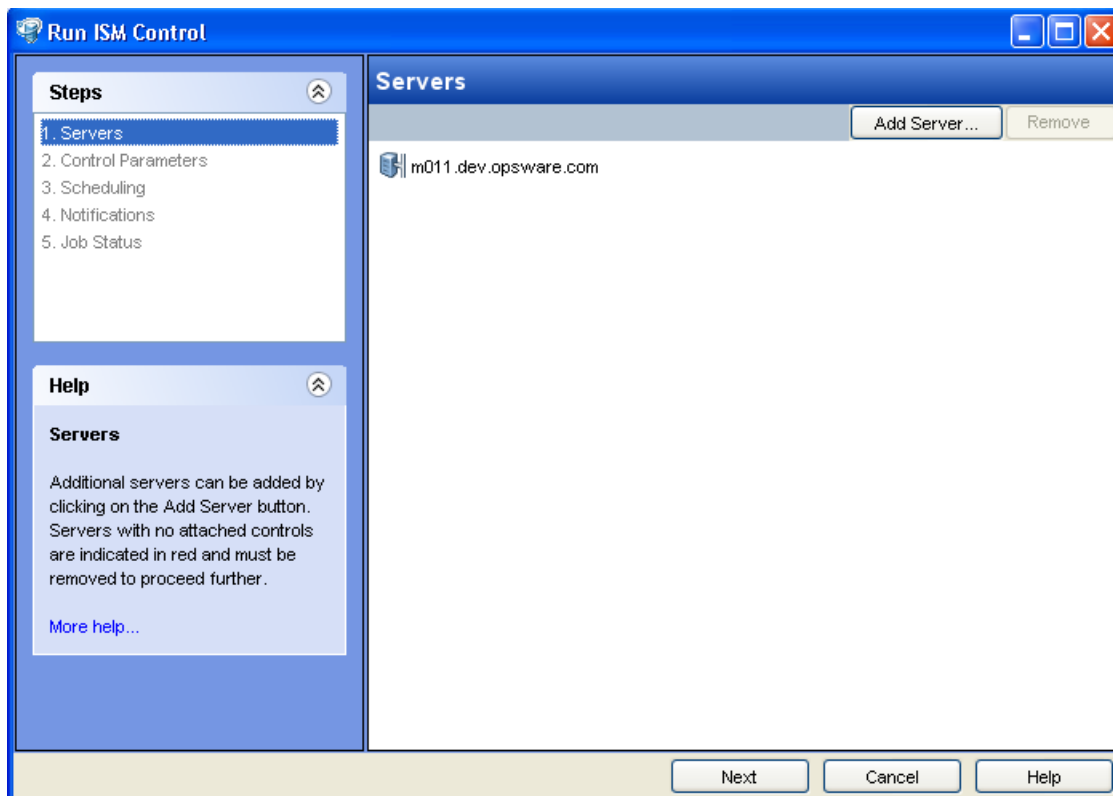 Run ISM Control
Steps
1. Servers
2. Control Parameters
3. Scheduling
4. Notifications
5. Job Status
Help
Servers
Additional servers can be added by
clicking on the Add Server button.
Servers with no attached controls
are indicated in red and must be
removed to proceed further.
More help...
Servers
Add Server... Remove
m011.dev.opsware.com
Next Cancel Help